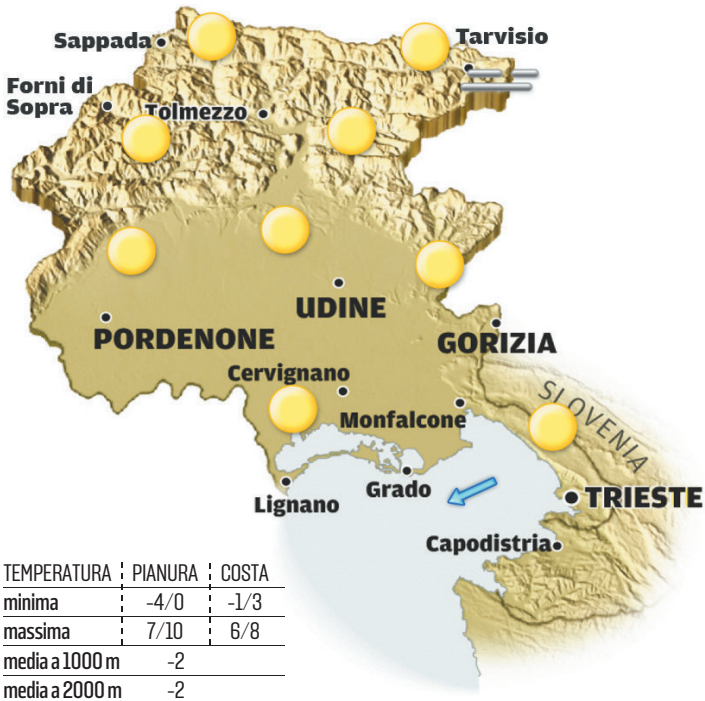 Sappada
Tarvisio
Forni di
Sopra
Tolmezzo
UDINE
PORDENONE
GORIZIA
Cervignano
SLOVENIA
Monfalcone
Grado
Lignano
TRIESTE
Capodistria
TEMPERATURA PIANURA COSTA
minima -4/0 -1/3
massima 7/10 6/8
media a 1000 m -2
media a 2000 m -2